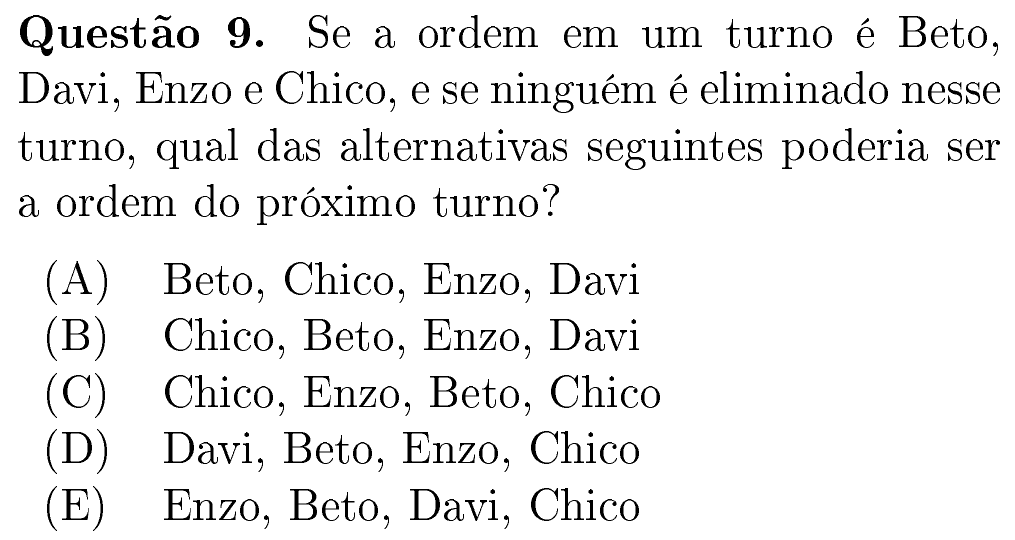 Questão 9. Se a ordem em um turno é Beto,
Davi, Enzo e Chico, e se ninguém é eliminado nesse
turno, qual das alternativas seguintes poderia ser
a ordem do próximo turno?
(A) Beto, Chico, Enzo, Davi
(B) Chico, Beto, Enzo, Davi
(C) Chico, Enzo, Beto, Chico
(D) Davi, Beto, Enzo, Chico
(E) Enzo, Beto, Davi, Chico